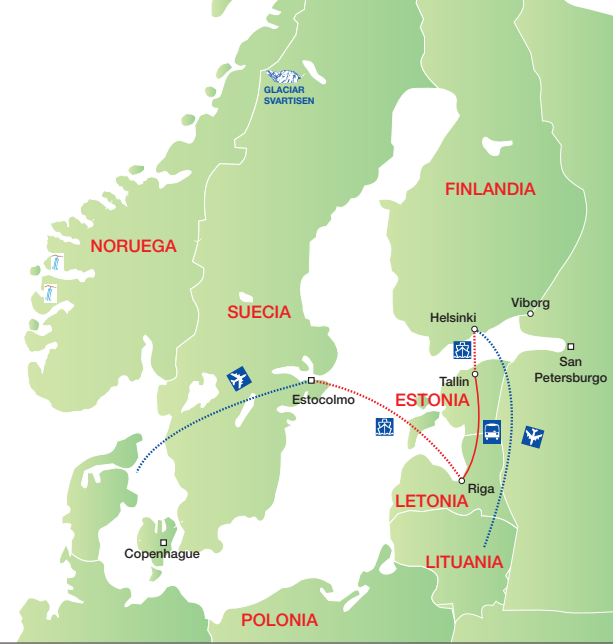 GLACIAR
SVARTISEN
FINLANDIA
NORUEGA
SUECIA
Viborg
Helsinki
San
Petersburgo
Tallin
Estocolmo
ESTONIA
Riga
LETONIA
Copenhague
LITUANIA
POLONIA